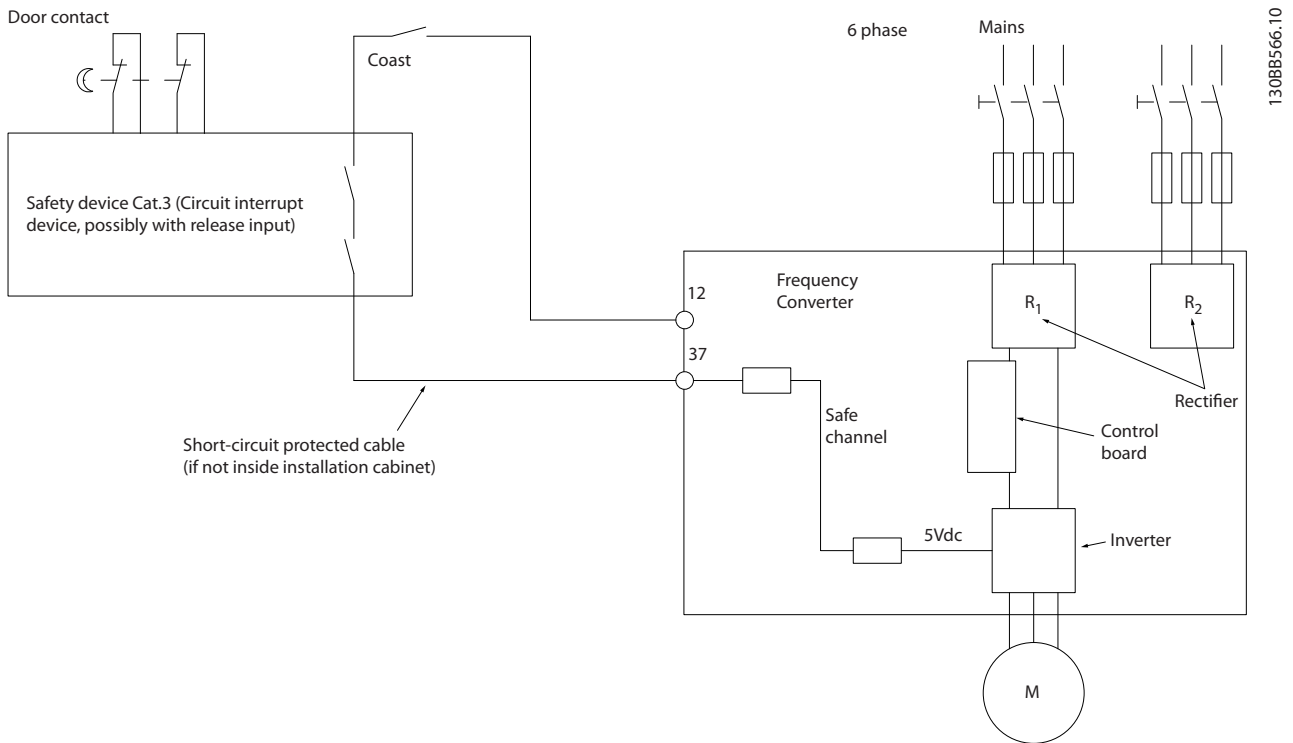 Door contact
Coast
6 phase
Mains
130BB566.10
Safety device Cat.3 (Circuit interrupt
device, possibly with release input)
12
Frequency
Converter
R1
R2
37
Safe
channel
Rectifier
Control
board
Short-circuit protected cable
(if not inside installation cabinet)
5Vdc
Inverter
M